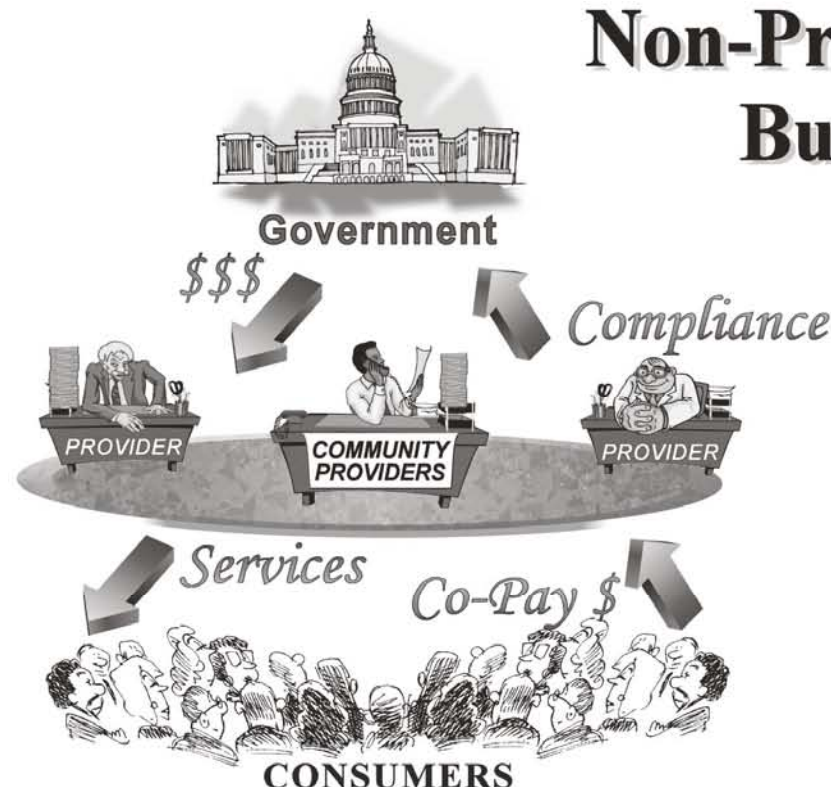 Non-Pr
Bu
Government
$$$
Compliance
PROVIDER
COMMUNITY
PROVIDERS
PROVIDER
Services
Co-Pay $
CONSUMERS